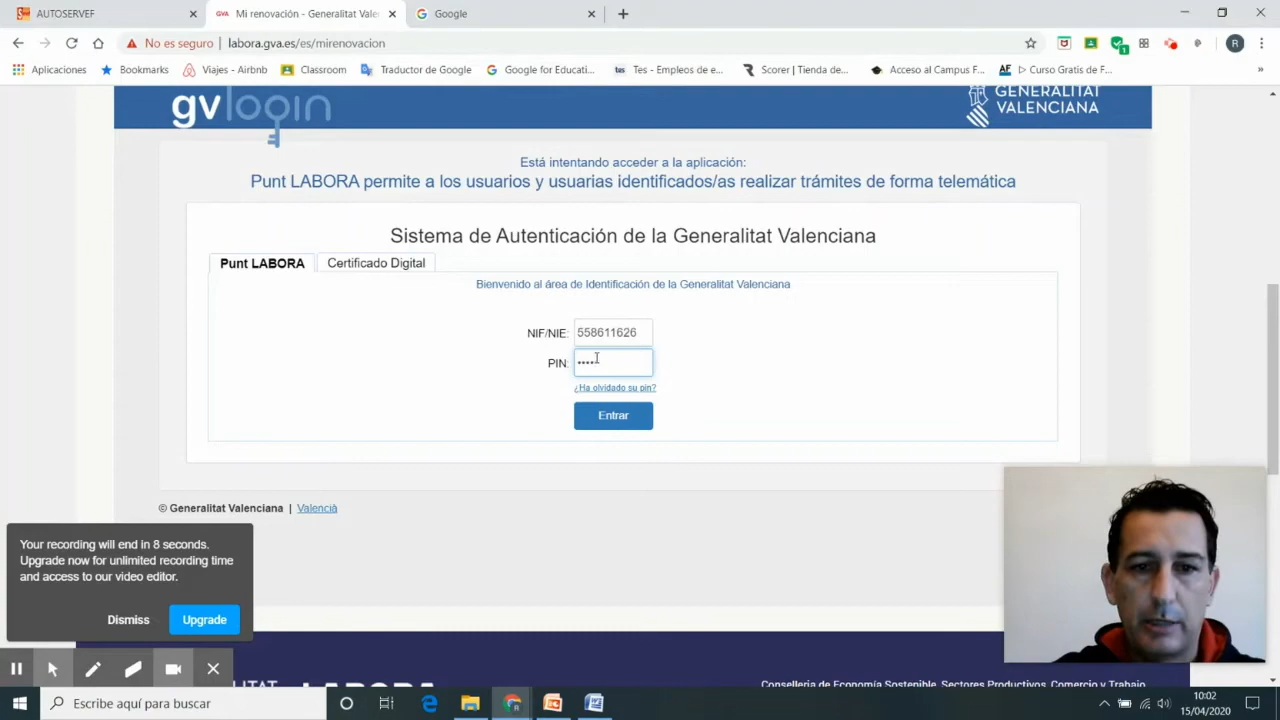 AUTOSERVEF
Mi renovación - Generalitat Vale
Google
No es seguro | labora.gva.es/es/mirenovacion
R
Aplicaciones
Bookmarks
Viajes - Airbnb
Classroom
Traductor de Google
Google for Educati...
Tes - Empleos de e...
Scorer | Tienda de...
Acceso al Campus F...
AF ▷ Curso Gratis de F...
»
gvlogin
GENERALITAT
VALENCIANA
Está intentando acceder a la aplicación:
Punt LABORA permite a los usuarios y usuarias identificados/as realizar trámites de forma telemática
Sistema de Autenticación de la Generalitat Valenciana
Punt LABORA
Certificado Digital
Bienvenido al área de Identificación de la Generalitat Valenciana
NIF/NIE: 558611626
PIN: •••••
¿Ha olvidado su pin?
Entrar
© Generalitat Valenciana | Valencià
Your recording will end in 8 seconds.
Upgrade now for unlimited recording time
and access to our video editor.
Dismiss
Upgrade
LABORA
Conselleria de Economía Sostenible, Sectores Productivos, Comercio y Trabajo
Escribe aquí para buscar
10:02
15/04/2020